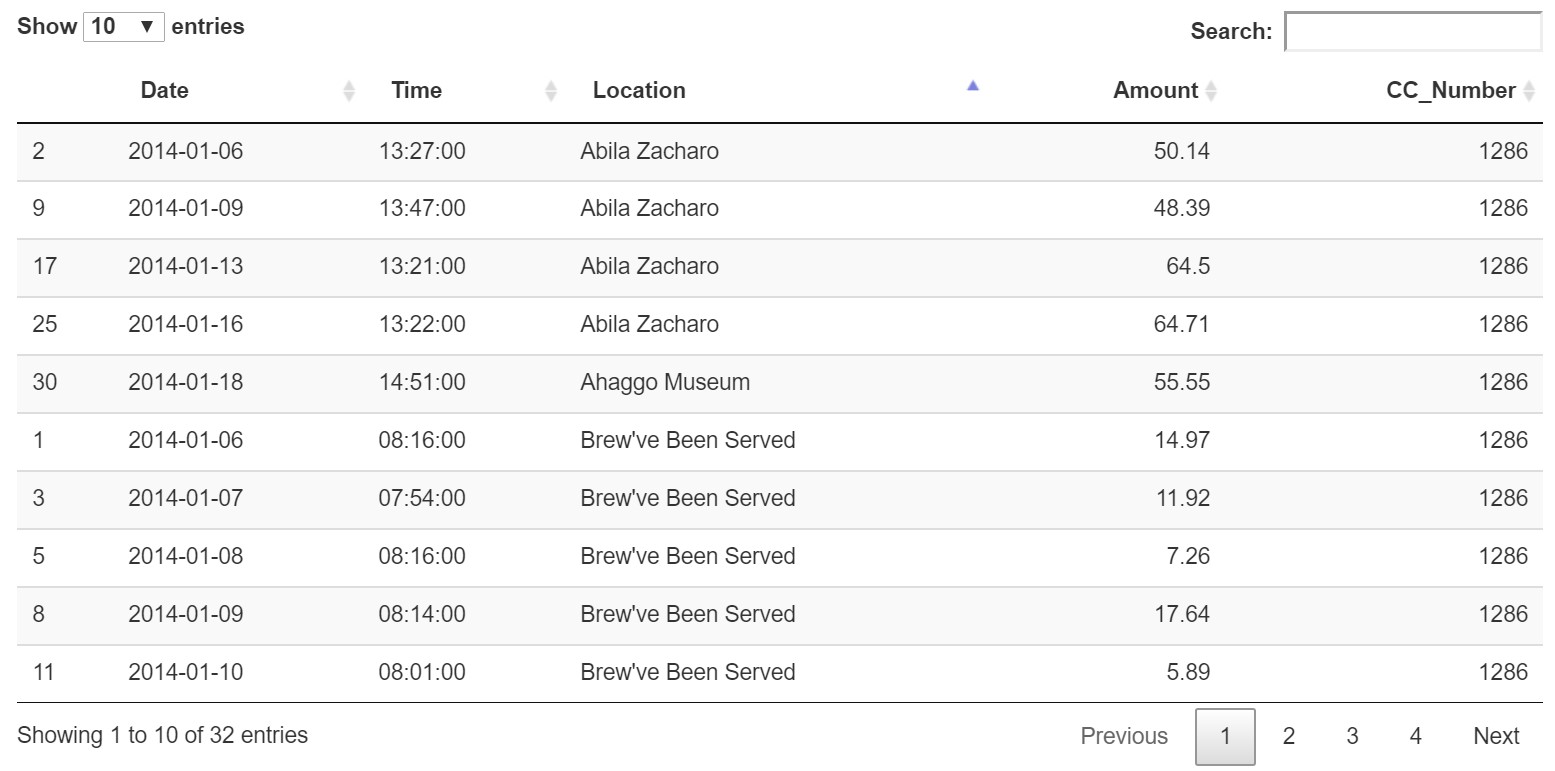 Show 10 ▼ entries Search:
Date Time Location Amount CC_Number
2 2014-01-06 13:27:00 Abila Zacharo 50.14 1286
9 2014-01-09 13:47:00 Abila Zacharo 48.39 1286
17 2014-01-13 13:21:00 Abila Zacharo 64.5 1286
25 2014-01-16 13:22:00 Abila Zacharo 64.71 1286
30 2014-01-18 14:51:00 Ahaggo Museum 55.55 1286
1 2014-01-06 08:16:00 Brew've Been Served 14.97 1286
3 2014-01-07 07:54:00 Brew've Been Served 11.92 1286
5 2014-01-08 08:16:00 Brew've Been Served 7.26 1286
8 2014-01-09 08:14:00 Brew've Been Served 17.64 1286
11 2014-01-10 08:01:00 Brew've Been Served 5.89 1286
Showing 1 to 10 of 32 entries Previous 1 2 3 4 Next